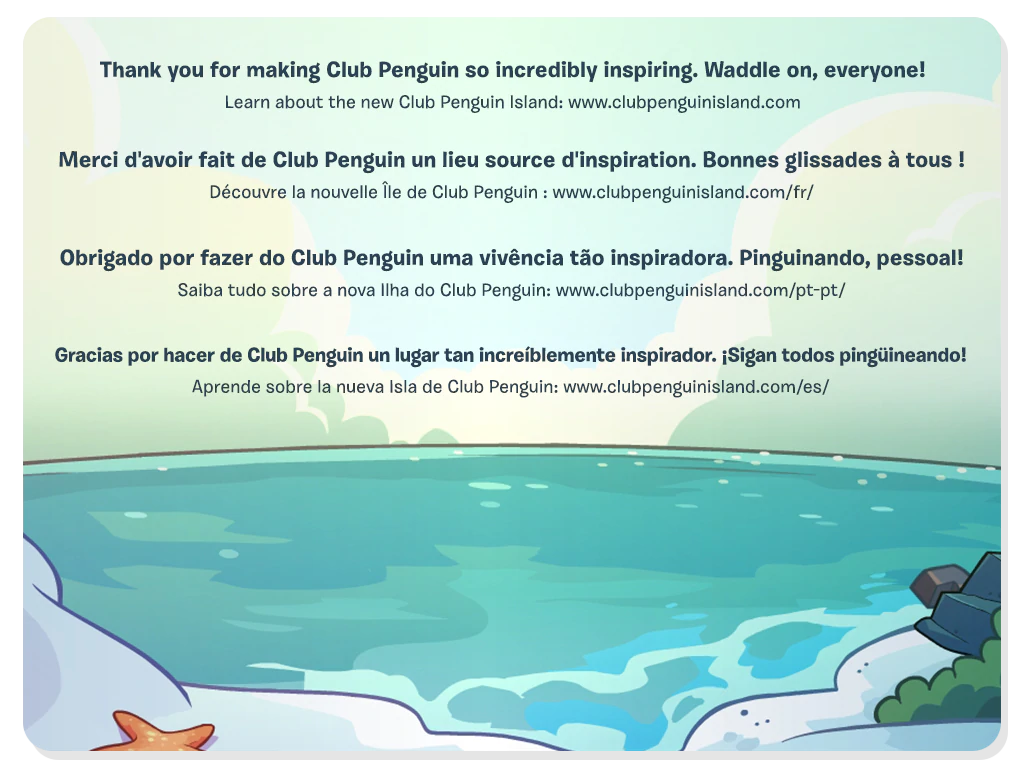 Thank you for making Club Penguin so incredibly inspiring. Waddle on, everyone!
Learn about the new Club Penguin Island: www.clubpenguinisland.com
Merci d'avoir fait de Club Penguin un lieu source d'inspiration. Bonnes glissades à tous !
Découvre la nouvelle Île de Club Penguin : www.clubpenguinisland.com/fr/
Obrigado por fazer do Club Penguin uma vivência tão inspiradora. Pinguinando, pessoal!
Saiba tudo sobre a nova Ilha do Club Penguin: www.clubpenguinisland.com/pt-pt/
Gracias por hacer de Club Penguin un lugar tan increíblemente inspirador. ¡Sigan todos pingüineando!
Aprende sobre la nueva Isla de Club Penguin: www.clubpenguinisland.com/es/